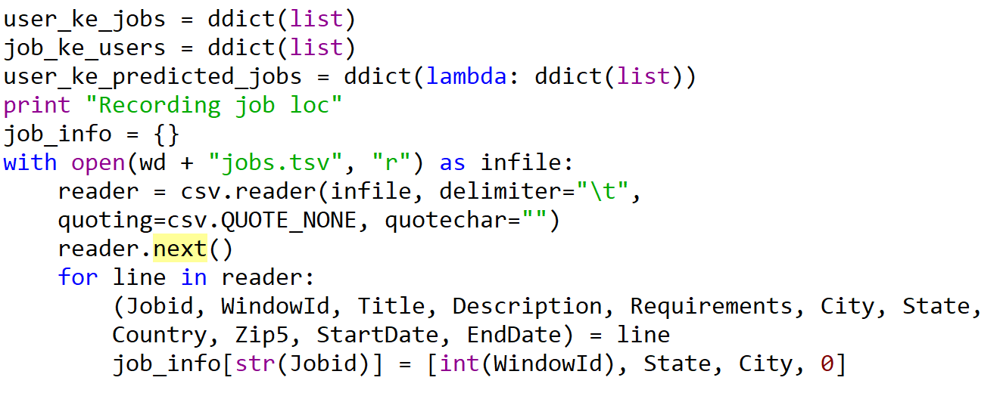 user_ke_jobs = ddict(list)
job_ke_users = ddict(list)
user_ke_predicted_jobs = ddict(lambda: ddict(list))
print "Recording job loc"
job_info = {}
with open(wd + "jobs.tsv", "r") as infile:
    reader = csv.reader(infile, delimiter="\t",
    quoting=csv.QUOTE_NONE, quotechar="")
    reader.next()
    for line in reader:
        (Jobid, WindowId, Title, Description, Requirements, City, State,
        Country, Zip5, StartDate, EndDate) = line
        job_info[str(Jobid)] = [int(WindowId), State, City, 0]